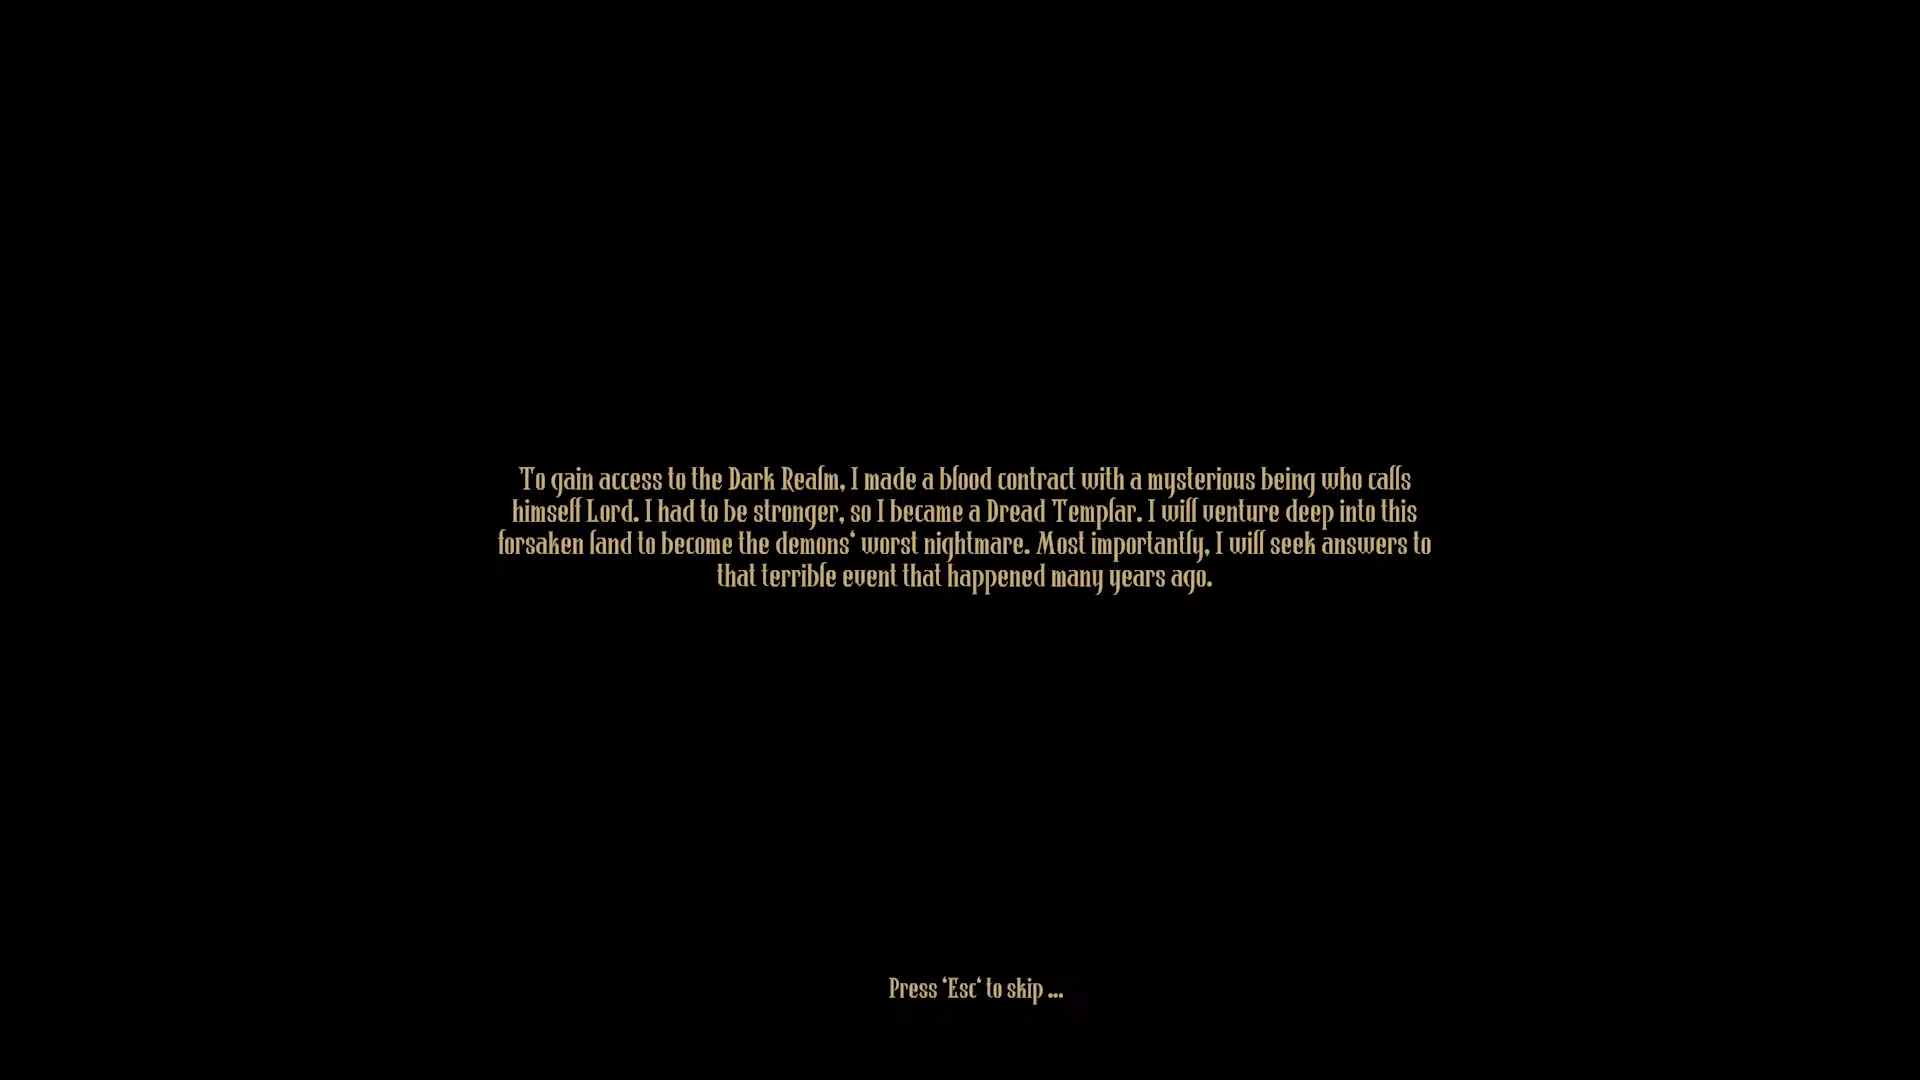 To gain access to the Dark Realm, I made a blood contract with a mysterious being who calls
himself Lord. I had to be stronger, so I became a Dread Templar. I will venture deep into this
forsaken land to become the demons‘ worst nightmare. Most importantly, I will seek answers to
that terrible event that happened many years ago.
Press ‘Esc‘ to skip ...